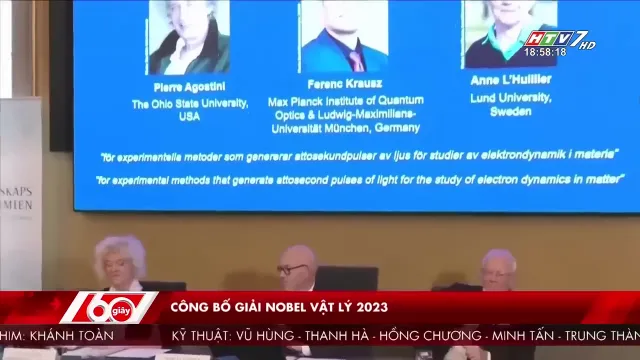 HTV7 HD
18:58:18
Pierre Agostini
The Ohio State University,
USA
Ferenc Krausz
Max Planck Institute of Quantum
Optics & Ludwig-Maximilians-
Universität München, Germany
Anne L'Huillier
Lund University,
Sweden
"för experimentella metoder som genererar attosekundpulser av ljus för studier av elektrondynamik i materia"
"for experimental methods that generate attosecond pulses of light for the study of electron dynamics in matter"
SKAPS
MIEN
60 giây
CÔNG BỐ GIẢI NOBEL VẬT LÝ 2023
HIM: KHÁNH TOÀN KỸ THUẬT: VŨ HÙNG - THANH HÀ - HỒNG CHƯƠNG - MINH TẤN - TRUNG THÀN